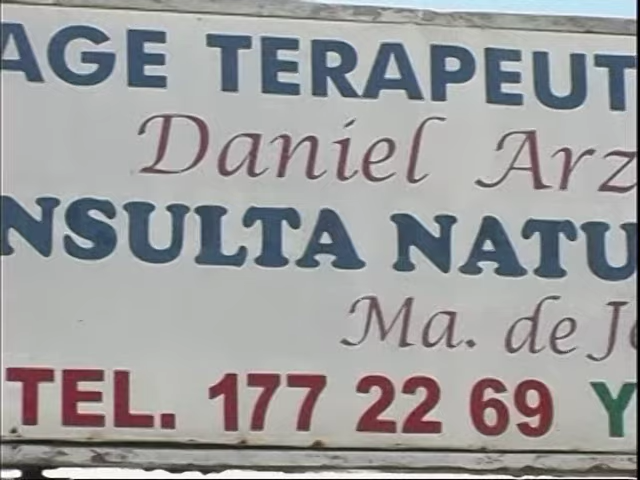 AGE TERAPEUT
Daniel Arz
NSULTA NATU
Ma. de J
TEL. 177 22 69 Y